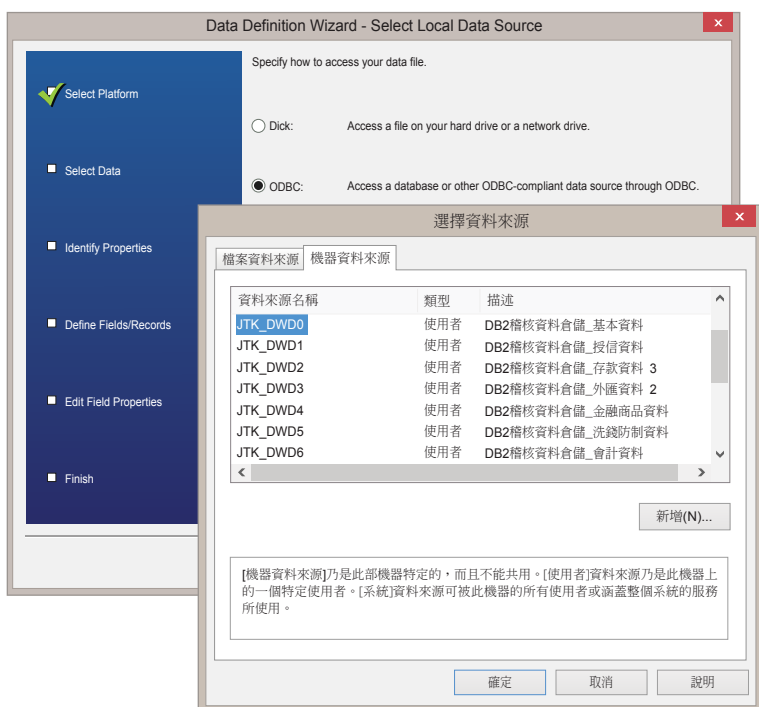 Data Definition Wizard - Select Local Data Source
Specify how to access your data file.
Select Platform
Dick: Access a file on your hard drive or a network drive.
Select Data
ODBC: Access a database or other ODBC-compliant data source through ODBC.
選擇資料來源
Identify Properties
檔案資料來源 機器資料來源
資料來源名稱 類型 描述
JTK_DWD0 使用者 DB2稽核資料倉儲_基本資料
Define Fields/Records
JTK_DWD1 使用者 DB2稽核資料倉儲_授信資料
JTK_DWD2 使用者 DB2稽核資料倉儲_存款資料 3
JTK_DWD3 使用者 DB2稽核資料倉儲_外匯資料 2
Edit Field Properties
JTK_DWD4 使用者 DB2稽核資料倉儲_金融商品資料
JTK_DWD5 使用者 DB2稽核資料倉儲_洗錢防制資料
JTK_DWD6 使用者 DB2稽核資料倉儲_會計資料
Finish
新增(N)...
[機器資料來源]乃是此部機器特定的，而且不能共用。[使用者]資料來源乃是此機器上
的一個特定使用者。[系統]資料來源可被此機器的所有使用者或涵蓋整個系統的服務
所使用。
確定 取消 說明